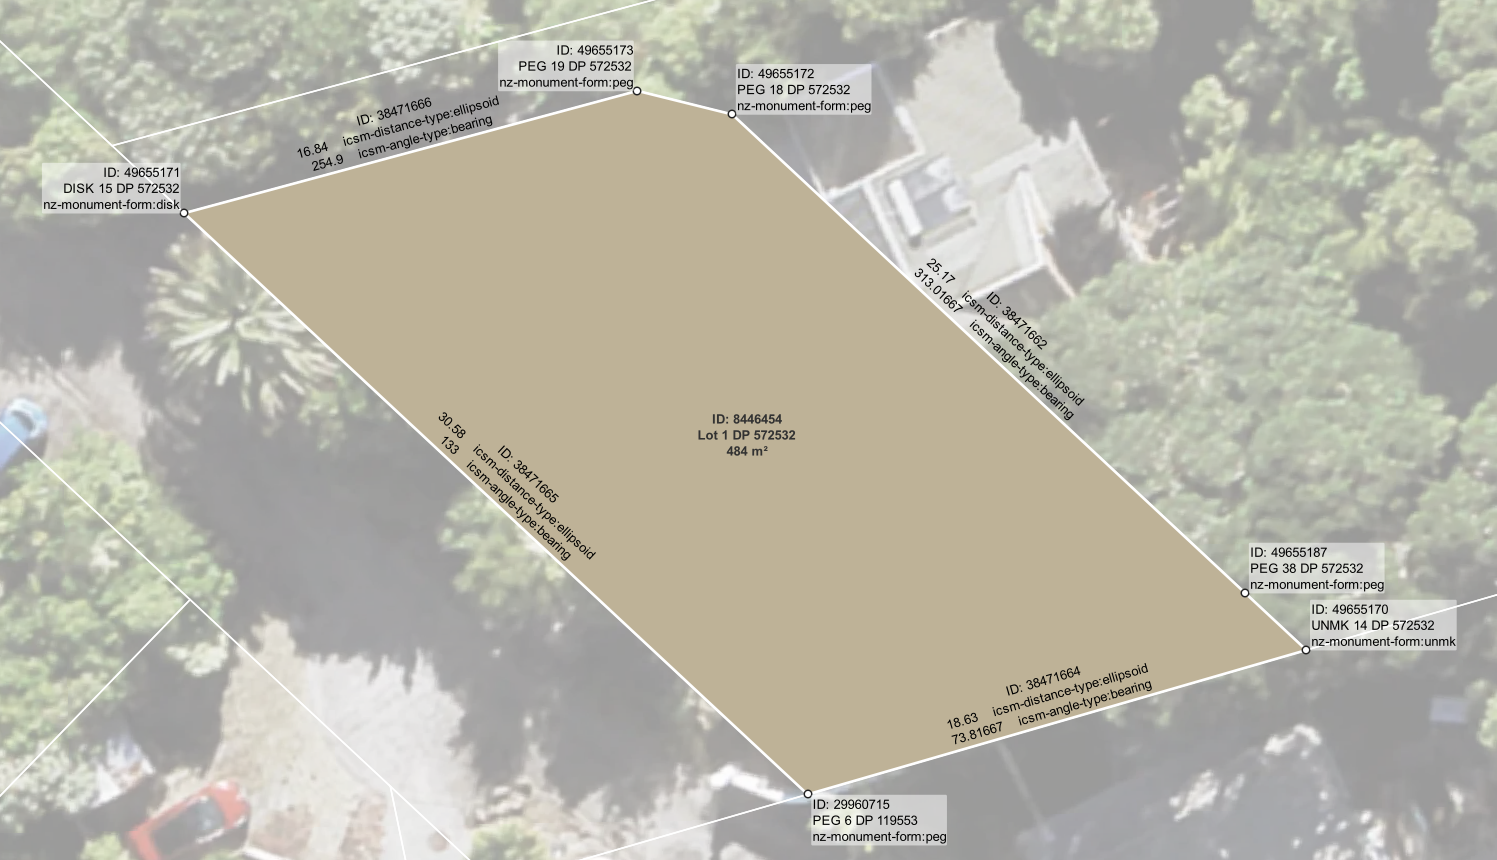 ID: 49655173
PEG 19 DP 572532
nz-monument-form:peg
ID: 49655172
PEG 18 DP 572532
nz-monument-form:peg
ID: 38471666
16.84 icsm-distance-type:ellipsoid
254.9 icsm-angle-type:bearing
ID: 49655171
DISK 15 DP 572532
nz-monument-form:disk
ID: 38471662
25.17 icsm-distance-type:ellipsoid
313.01667 icsm-angle-type:bearing
ID: 8446454
Lot 1 DP 572532
484 m²
ID: 38471665
30.58 icsm-distance-type:ellipsoid
133 icsm-angle-type:bearing
ID: 49655187
PEG 38 DP 572532
nz-monument-form:peg
ID: 49655170
UNMK 14 DP 572532
nz-monument-form:unmk
ID: 38471664
18.63 icsm-distance-type:ellipsoid
73.81667 icsm-angle-type:bearing
ID: 29960715
PEG 6 DP 119553
nz-monument-form:peg